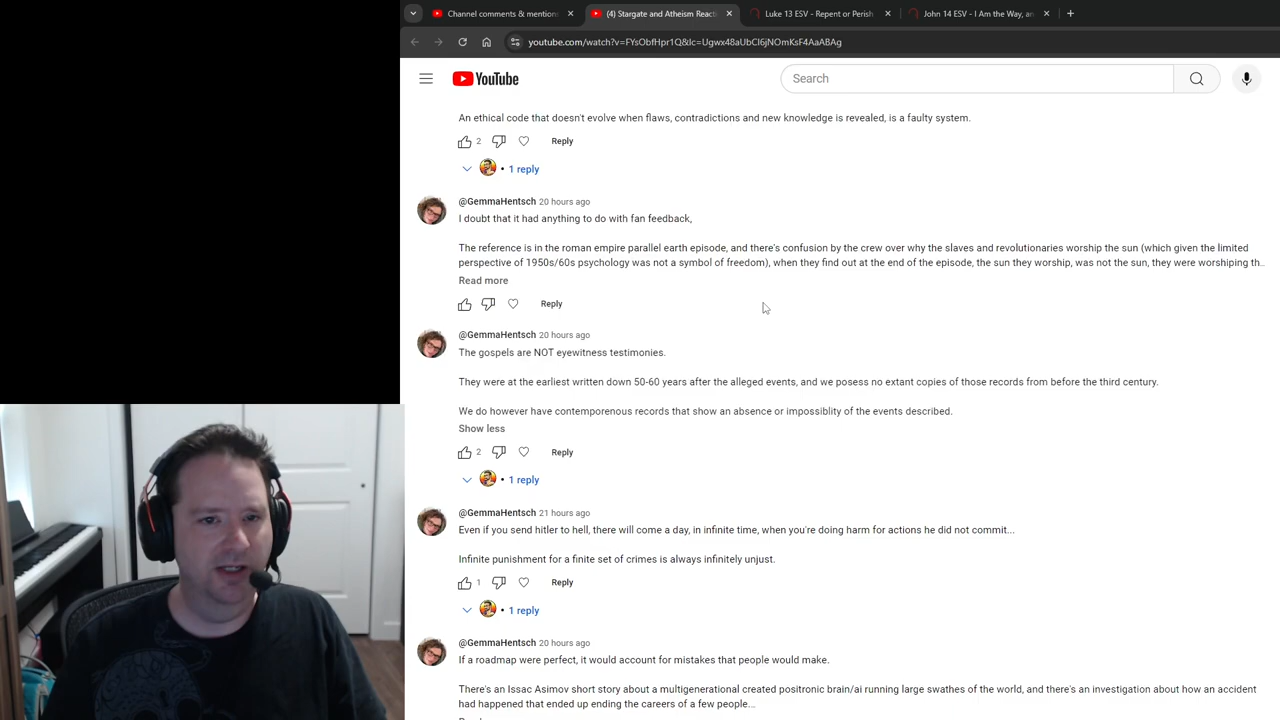 Channel comments & mention
(4) Stargate and Atheism Reacti
Luke 13 ESV - Repent or Perish
John 14 ESV - I Am the Way, an
youtube.com/watch?v=FYsObfHpr1Q&lc=Ugwx48aUbCI6jNOmKsF4AaABAg
YouTube
Search
An ethical code that doesn't evolve when flaws, contradictions and new knowledge is revealed, is a faulty system.
2 Reply
1 reply
@GemmaHentsch 20 hours ago
I doubt that it had anything to do with fan feedback,
The reference is in the roman empire parallel earth episode, and there's confusion by the crew over why the slaves and revolutionaries worship the sun (which given the limited
perspective of 1950s/60s psychology was not a symbol of freedom), when they find out at the end of the episode, the sun they worship, was not the sun, they were worshiping th..
Read more
Reply
@GemmaHentsch 20 hours ago
The gospels are NOT eyewitness testimonies.
They were at the earliest written down 50-60 years after the alleged events, and we posess no extant copies of those records from before the third century.
We do however have contemporenous records that show an absence or impossiblity of the events described.
Show less
2 Reply
1 reply
@GemmaHentsch 21 hours ago
Even if you send hitler to hell, there will come a day, in infinite time, when you're doing harm for actions he did not commit...
Infinite punishment for a finite set of crimes is always infinitely unjust.
1 Reply
1 reply
@GemmaHentsch 20 hours ago
If a roadmap were perfect, it would account for mistakes that people would make.
There's an Issac Asimov short story about a multigenerational created positronic brain/ai running large swathes of the world, and there's an investigation about how an accident
had happened that ended up ending the careers of a few people...